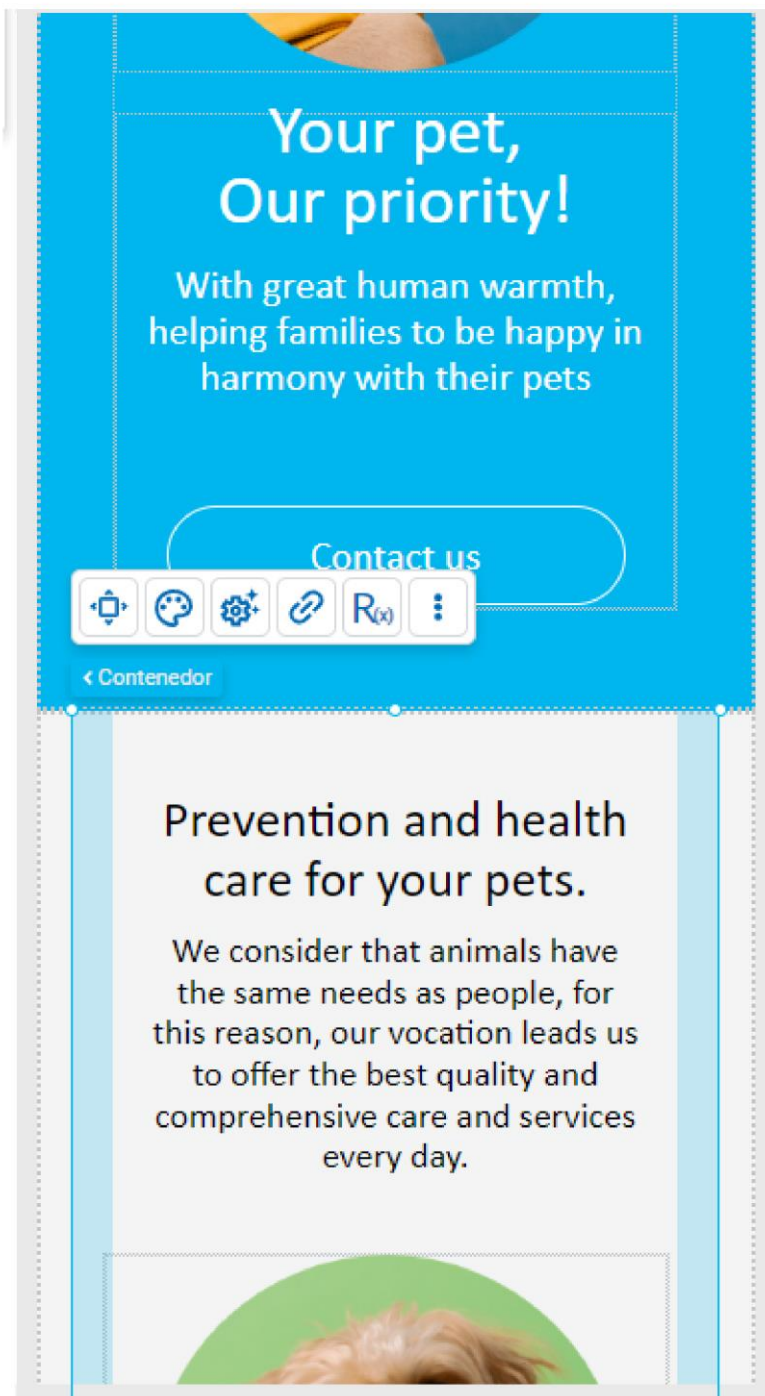 Your pet,
Our priority!
With great human warmth,
helping families to be happy in
harmony with their pets
Contact us
R(x)
Contenedor
Prevention and health
care for your pets.
We consider that animals have
the same needs as people, for
this reason, our vocation leads us
to offer the best quality and
comprehensive care and services
every day.